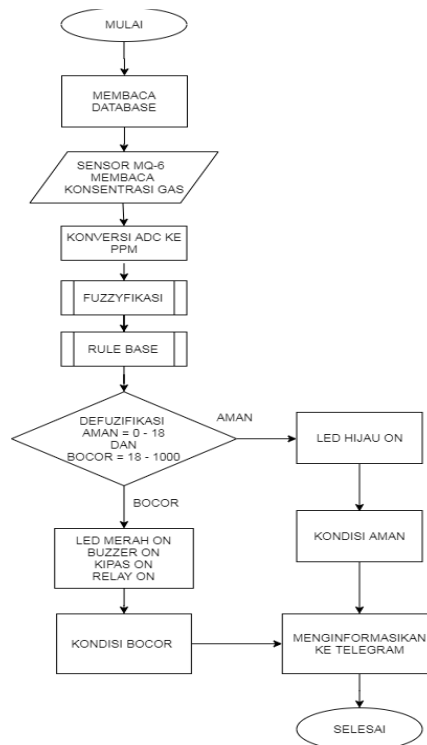 MULAI
MEMBACA
DATABASE
SENSOR MQ-6
MEMBACA
KONSENTRASI GAS
KONVERSI ADC KE
PPM
FUZZYFIKASI
RULE BASE
DEFUZIFIKASI
AMAN = 0 - 18
DAN
BOCOR = 18 - 1000
AMAN
LED HIJAU ON
KONDISI AMAN
BOCOR
LED MERAH ON
BUZZER ON
KIPAS ON
RELAY ON
KONDISI BOCOR
MENGINFORMASIKAN
KE TELEGRAM
SELESAI